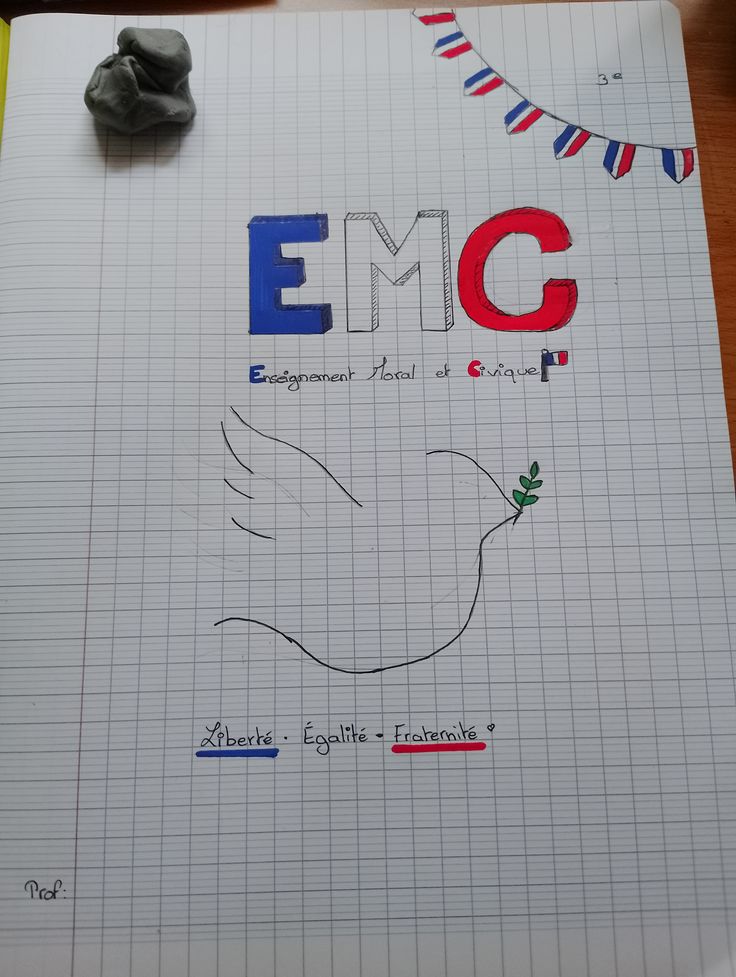 3e
EMC
Enseignement Moral et Civique
Liberté · Égalité · Fraternité
Prof: